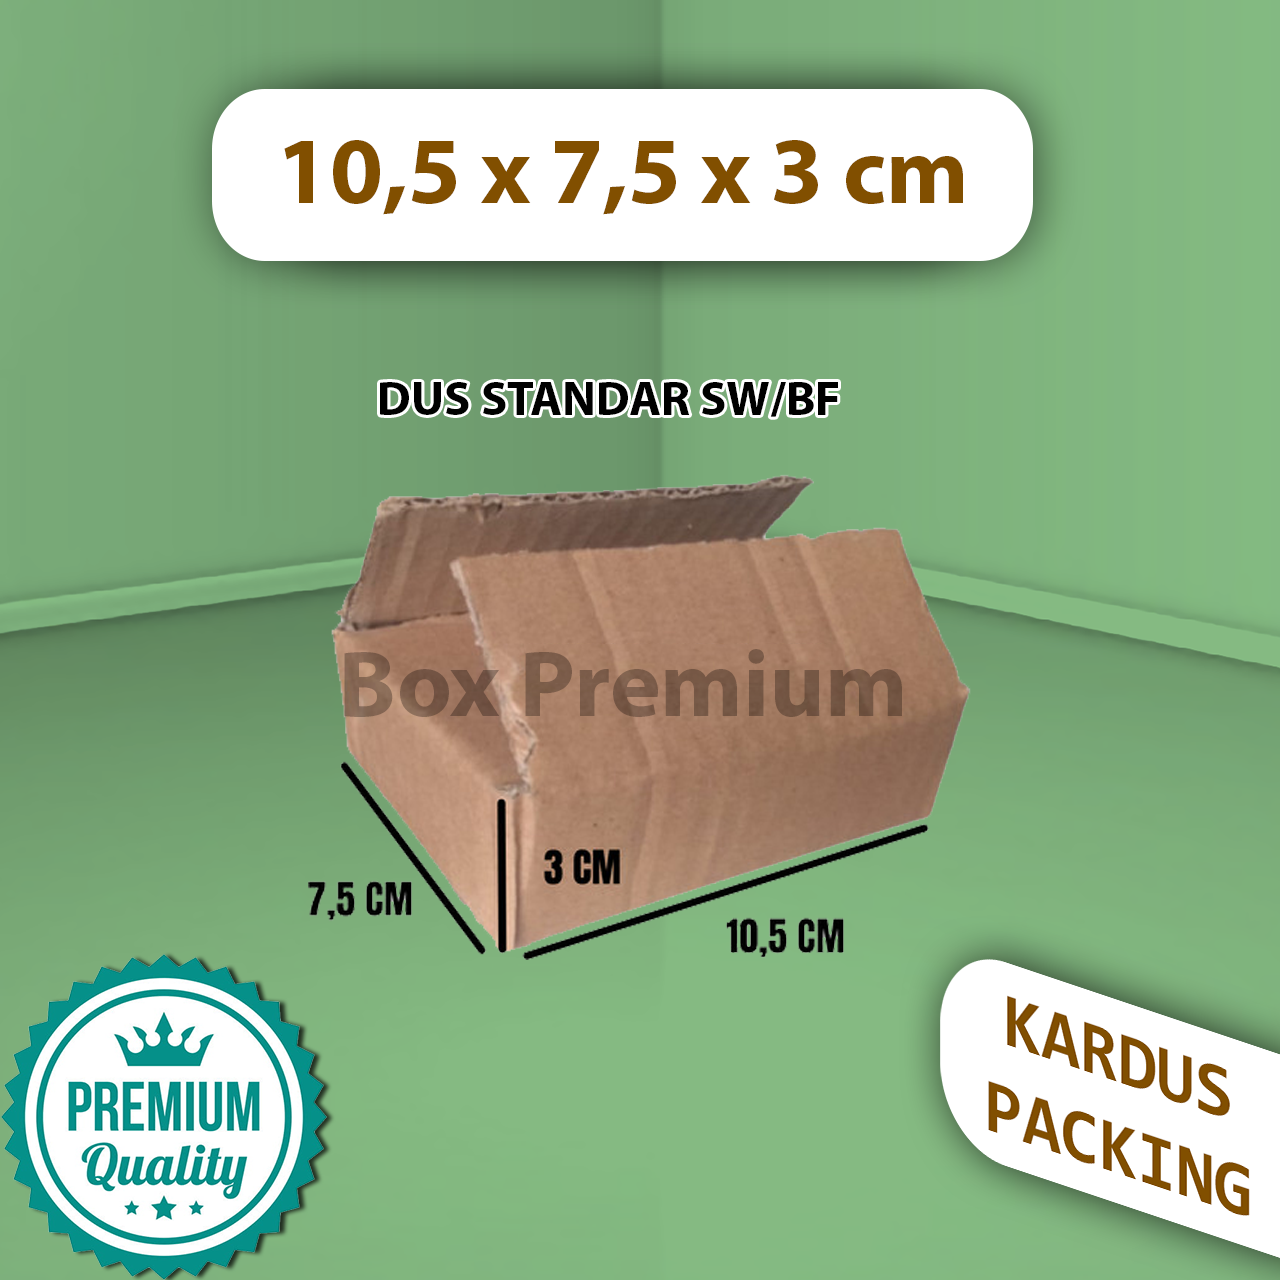 10,5 x 7,5 x 3 cm
DUS STANDAR SW/BF
Box Premium
3 CM
7,5 CM
10,5 CM
PREMIUM
Quality
KARDUS
PACKING